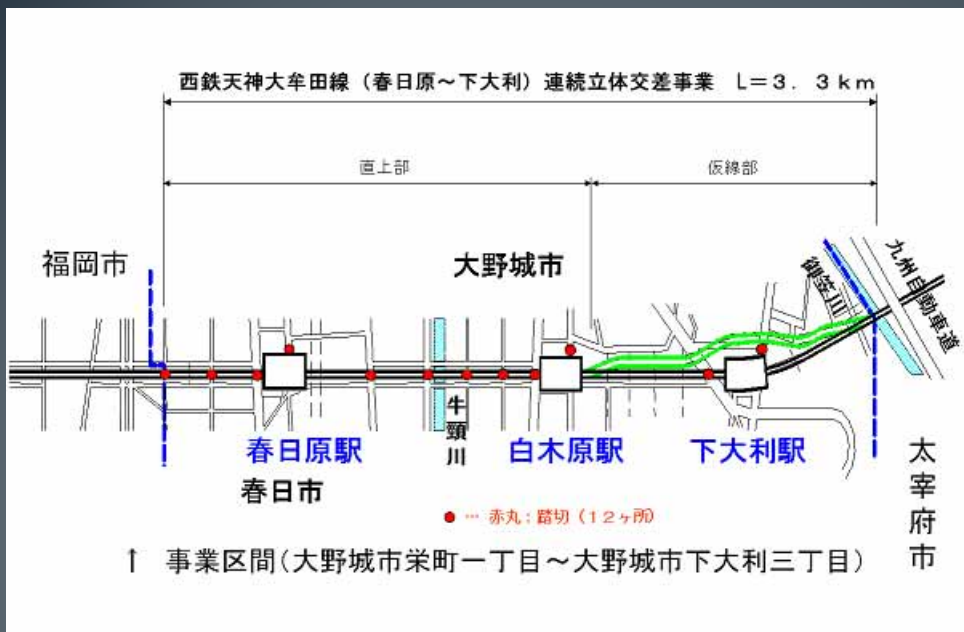 西鉄天神大牟田線（春日原～下大利）連続立体交差事業　L＝3．3km
直上部
仮線部
福岡市
大野城市
御笠川
九州自動車道
牛頸川
春日原駅
白木原駅
下大利駅
春日市
太宰府市
● … 赤丸：踏切（12ヶ所）
↑　事業区間（大野城市栄町一丁目～大野城市下大利三丁目）